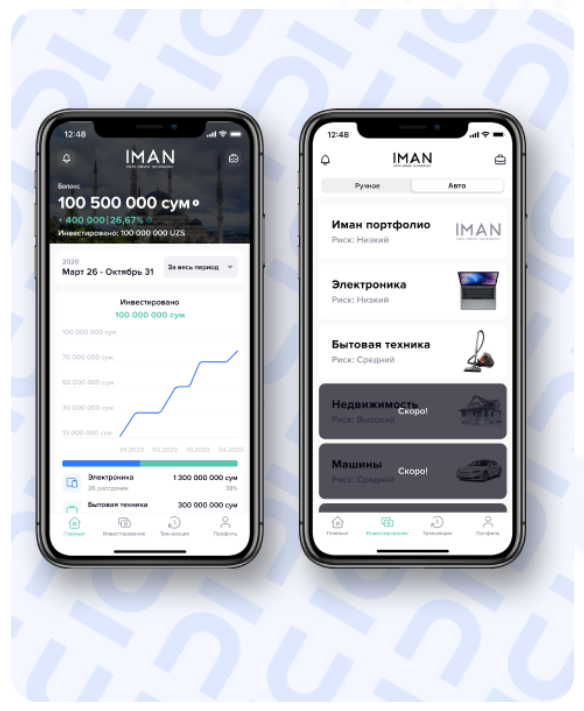 12:48
IMAN
Баланс
100 500 000 сум
+ 400 000 | 26,67%
Инвестировано: 100 000 000 UZS
2020
Март 26 - Октябрь 31
За весь период
Инвестировано
100 000 000 сум
100 000 000 сум
70 000 000 сум
50 000 000 сум
30 000 000 сум
10 000 000 сум
01.2020 02.2020 10.2020 04.2020
Электроника 1 300 000 000 сум
26 рассрочек 38%
Бытовая техника 300 000 000 сум
Главный Инвестирование Транзакции Профиль
12:48
IMAN
Ручное Авто
Иман портфолио
Риск: Низкий
IMAN
Электроника
Риск: Низкий
Бытовая техника
Риск: Средний
Недвижимость
Риск: Высокий
Скоро!
Машины
Риск: Средний
Скоро!
Главный Инвестирование Транзакции Профиль